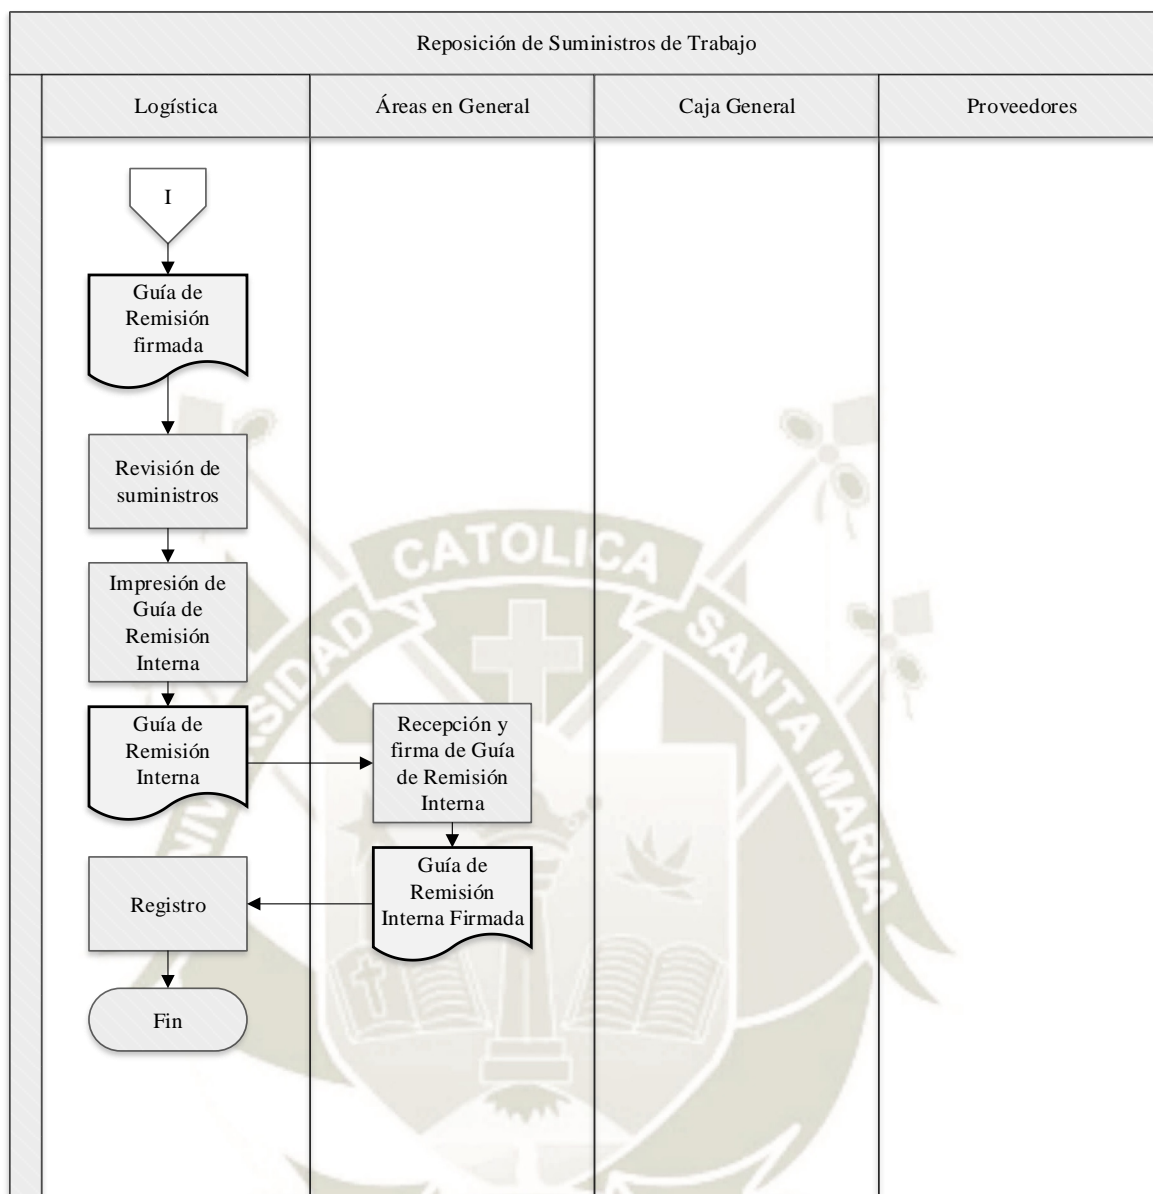 Reposición de Suministros de Trabajo
Logística
Áreas en General
Caja General
Proveedores
I
Guía de
Remisión
firmada
Revisión de
suministros
Impresión de
Guía de
Remisión
Interna
Guía de
Remisión
Interna
Recepción y
firma de Guía
de Remisión
Interna
Guía de
Remisión
Interna Firmada
Registro
Fin
UNIVERSIDAD
CATOLICA
SANTA MARIA